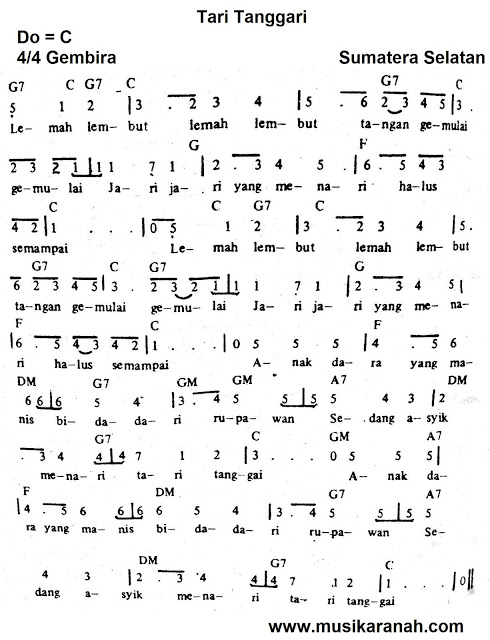 Tari Tanggari
Do = C
4/4 Gembira
Sumatera Selatan
G7 C G7 C G7 C
5 1 2 |3 . 2 3 4 |5 . 6 2 3 4 5 |3 .
Le- mah lem- but lemah lem- but ta- ngan ge-mulai
G F
2 3 2 1 1 1 7 1 |2 . 3 4 5 |6 . 5 4 3
ge-mu- lai Ja- ri ja- ri yang me- na- ri ha- lus
C C G7 C
4 2 |1 . . . |0 5 1 2 |3 . 2 3 4 |5 .
semampai Le- mah lem- but lemah lem- but
G7 C G7 G
6 2 3 4 5 |3 . 2 3 2 1 1 1 7 1 |2 . 3 4 5|
ta- ngan ge-mulai ge-mu- lai Ja- ri ja- ri yang me- na-
F C F
|6 . 5 4 3 4 2 |1 . . . |0 5 5 5 |4 . 5 6
ri ha-lus semampai A- nak da- ra yang ma-
DM G7 GM GM A7 DM
6 6 6 5 4 |3 . 4 5 5 5 5 4 3 |2
nis bi- da- da- ri ru-pa- wan Se- dang a- syik
G7 C GM A7
. 3 4 4 4 7 1 2 |3 . . . 0 5 5 5|
me-na- ri ta- ri tang- gai A- nak da-
F DM G7 A7
|4 . 5 6 6 6 6 5 4 |3 . 4 5 5 5 5
ra yang ma- nis bi- da- da- ri ru-pa- wan Se-
DM G7 C
4 3 |2 . 3 4 4 4 7 1 2 |1 . . . |0||
dang a- syik me-na- ri ta- ri tang-gai
www.musikaranah.com